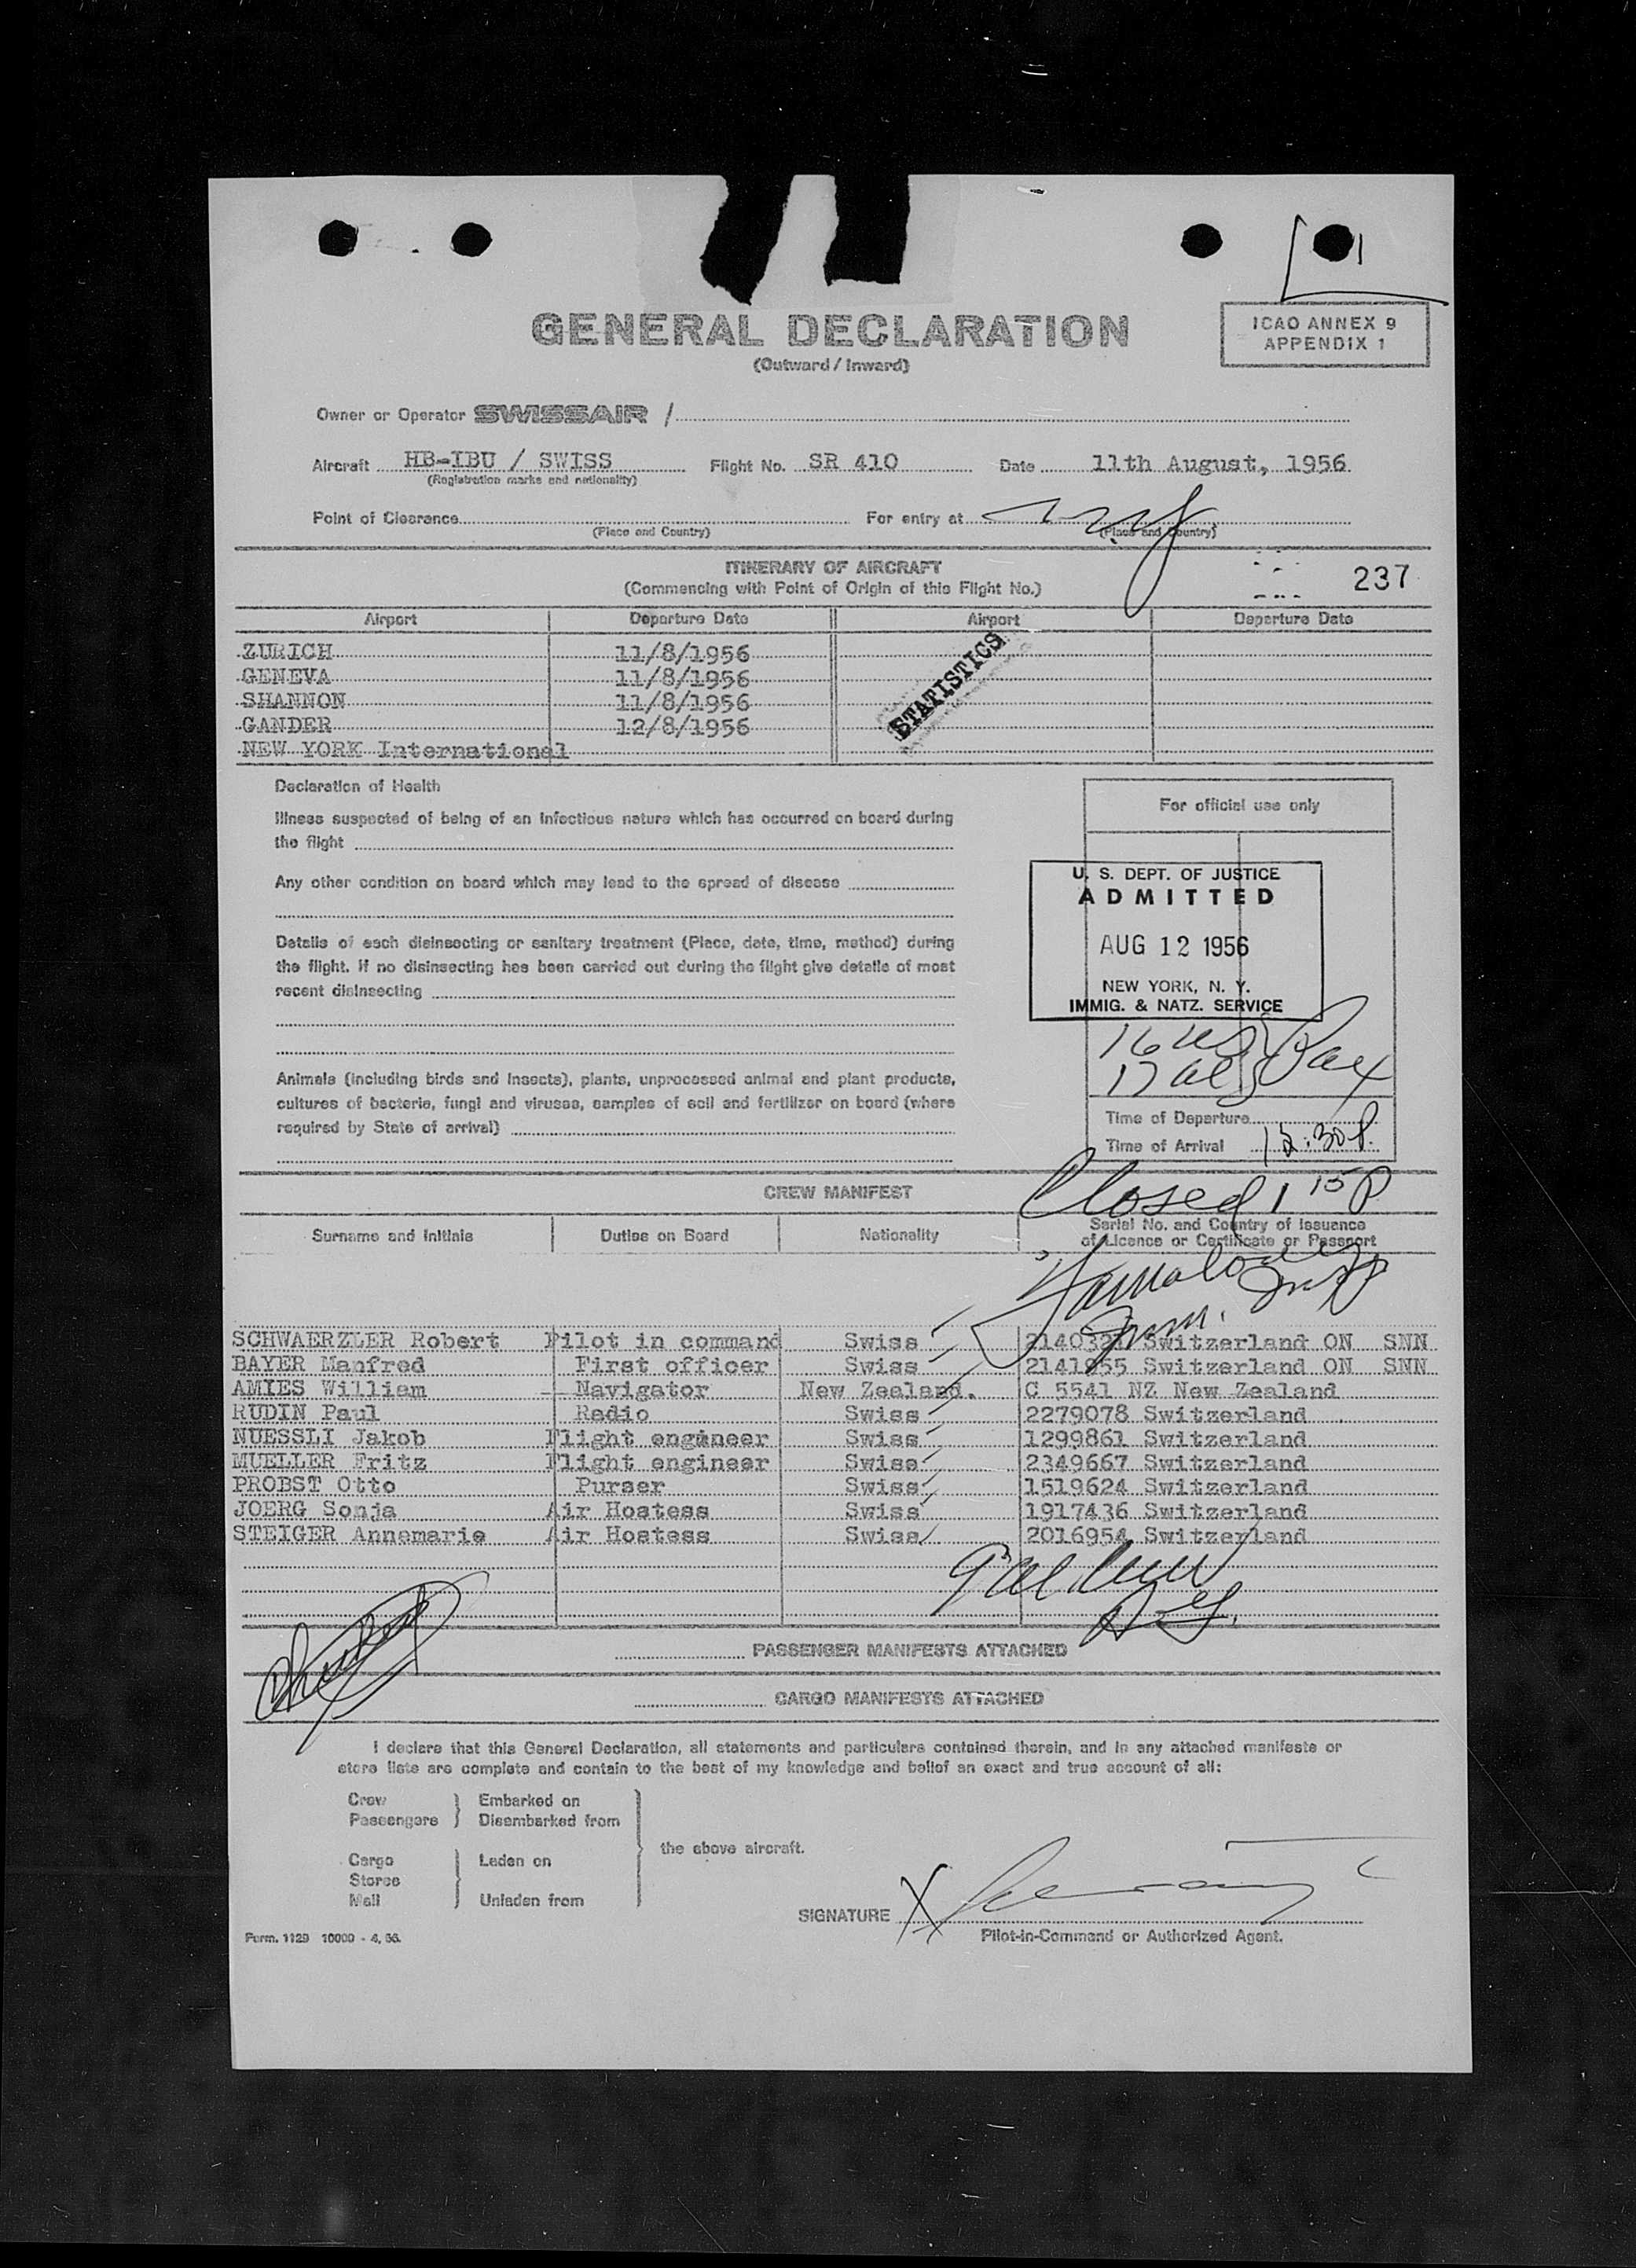 GENERAL DECLARATION
(Outward / Inward)
ICAO ANNEX 9
APPENDIX 1
Owner or Operator SWISSAIR /
Aircraft HB-IBU / SWISS Flight No. SR 410 Date 11th August, 1956
(Registration marks and nationality)
Point of Clearance For entry at
(Place and Country) (Place and Country)
ITINERARY OF AIRCRAFT
(Commencing with Point of Origin of this Flight No.)
237
Airport Departure Date Airport Departure Date
ZURICH 11/8/1956
GENEVA 11/8/1956
SHANNON 11/8/1956
GANDER 12/8/1956
NEW YORK International
STATISTICS
Declaration of Health
Illness suspected of being of an infectious nature which has occurred on board during
the flight
Any other condition on board which may lead to the spread of disease
Details of each disinsecting or sanitary treatment (Place, date, time, method) during
the flight. If no disinsecting has been carried out during the flight give details of most
recent disinsecting
Animals (including birds and insects), plants, unprocessed animal and plant products,
cultures of bacteria, fungi and viruses, samples of soil and fertilizer on board (where
required by State of arrival)
For official use only
U. S. DEPT. OF JUSTICE
ADMITTED
AUG 12 1956
NEW YORK, N. Y.
IMMIG. & NATZ. SERVICE
16 US
17 al Pax
Time of Departure
Time of Arrival 12:30 P.
Closed 1 15 P
CREW MANIFEST
Surname and Initials Duties on Board Nationality Serial No. and Country of Issuance
of Licence or Certificate or Passport
Imm.
SCHWAERZLER Robert Pilot in command Swiss Switzerland ON SNN
BAYER Manfred First officer Swiss 2141955 Switzerland ON SNN
AMIES William Navigator New Zealand. C 5541 NZ New Zealand
RUDIN Paul Radio Swiss 2279078 Switzerland
NUESSLI Jakob Flight engineer Swiss 1299861 Switzerland
MUELLER Fritz Flight engineer Swiss 2349667 Switzerland
PROBST Otto Purser Swiss 1519624 Switzerland
JOERG Sonja Air Hostess Swiss 1917436 Switzerland
STEIGER Annemarie Air Hostess Swiss 2016954 Switzerland
9 al
PASSENGER MANIFESTS ATTACHED
CARGO MANIFESTS ATTACHED
I declare that this General Declaration, all statements and particulars contained therein, and in any attached manifests or
store lists are complete and contain to the best of my knowledge and belief an exact and true account of all:
Crew Embarked on
Passengers Disembarked from
the above aircraft.
Cargo Laden on
Stores
Mail Unladen from
SIGNATURE X
Pilot-in-Command or Authorized Agent.
Form. 1129 10000 - 4, 56.